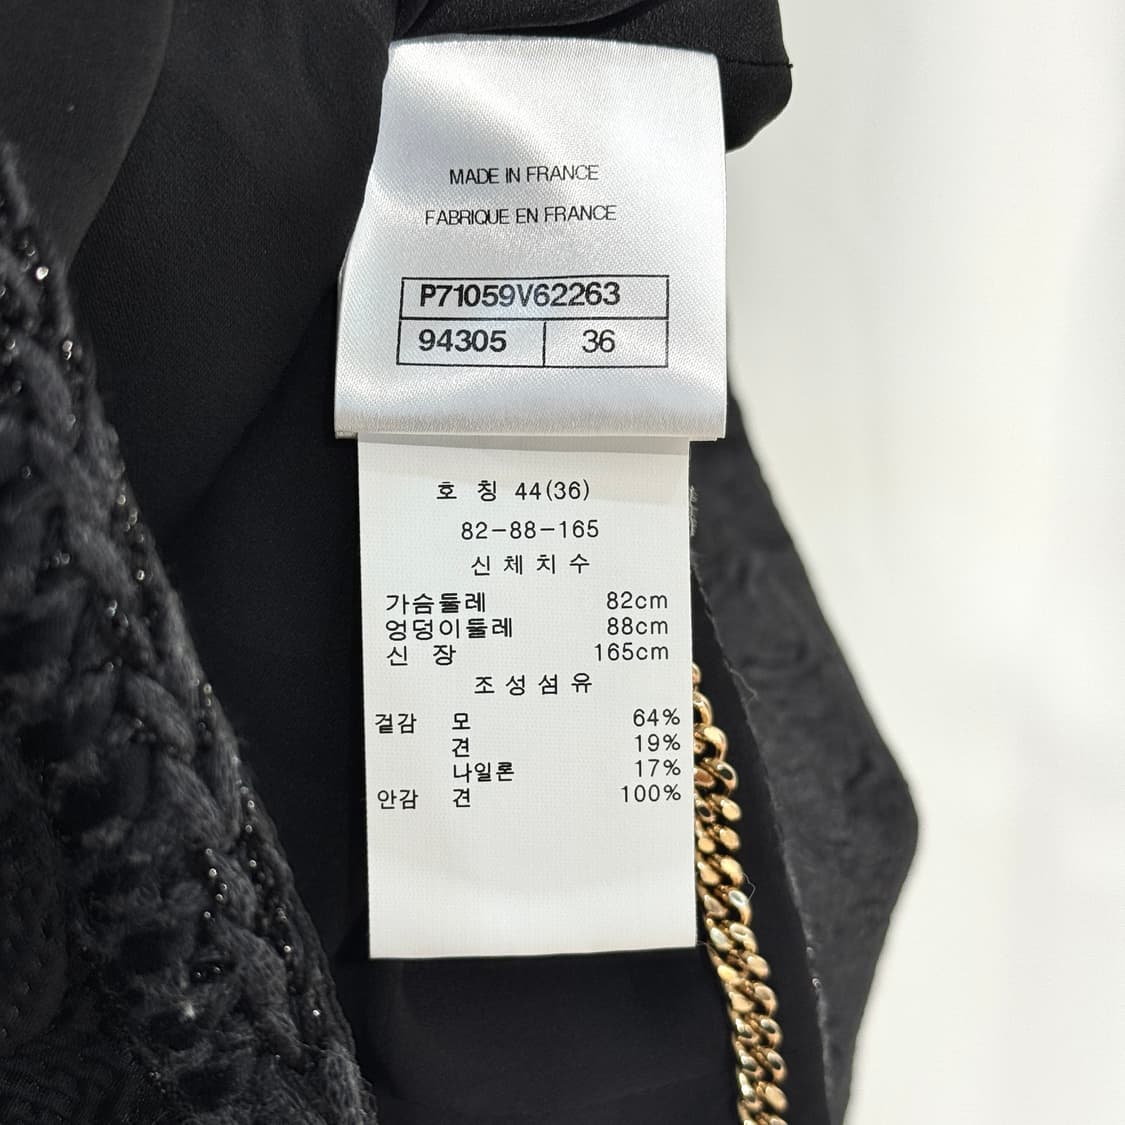 MADE IN FRANCE
FABRIQUE EN FRANCE
P71059V62263
94305 36
호 칭 44(36)
82-88-165
신 체 치 수
가슴둘레 82cm
엉덩이둘레 88cm
신 장 165cm
조 성 섬 유
겉감 모 64%
견 19%
나일론 17%
안감 견 100%